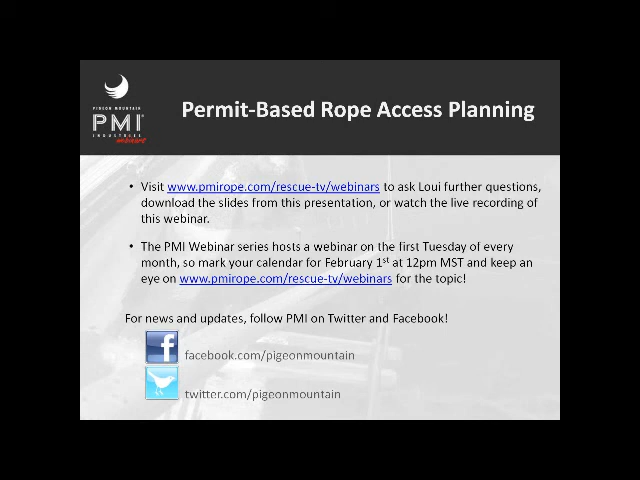 PIGEON MOUNTAIN
PMI
INDUSTRIES
webinars
Permit-Based Rope Access Planning
• Visit www.pmirope.com/rescue-tv/webinars to ask Loui further questions,
download the slides from this presentation, or watch the live recording of
this webinar.
• The PMI Webinar series hosts a webinar on the first Tuesday of every
month, so mark your calendar for February 1st at 12pm MST and keep an
eye on www.pmirope.com/rescue-tv/webinars for the topic!
For news and updates, follow PMI on Twitter and Facebook!
f facebook.com/pigeonmountain
twitter.com/pigeonmountain